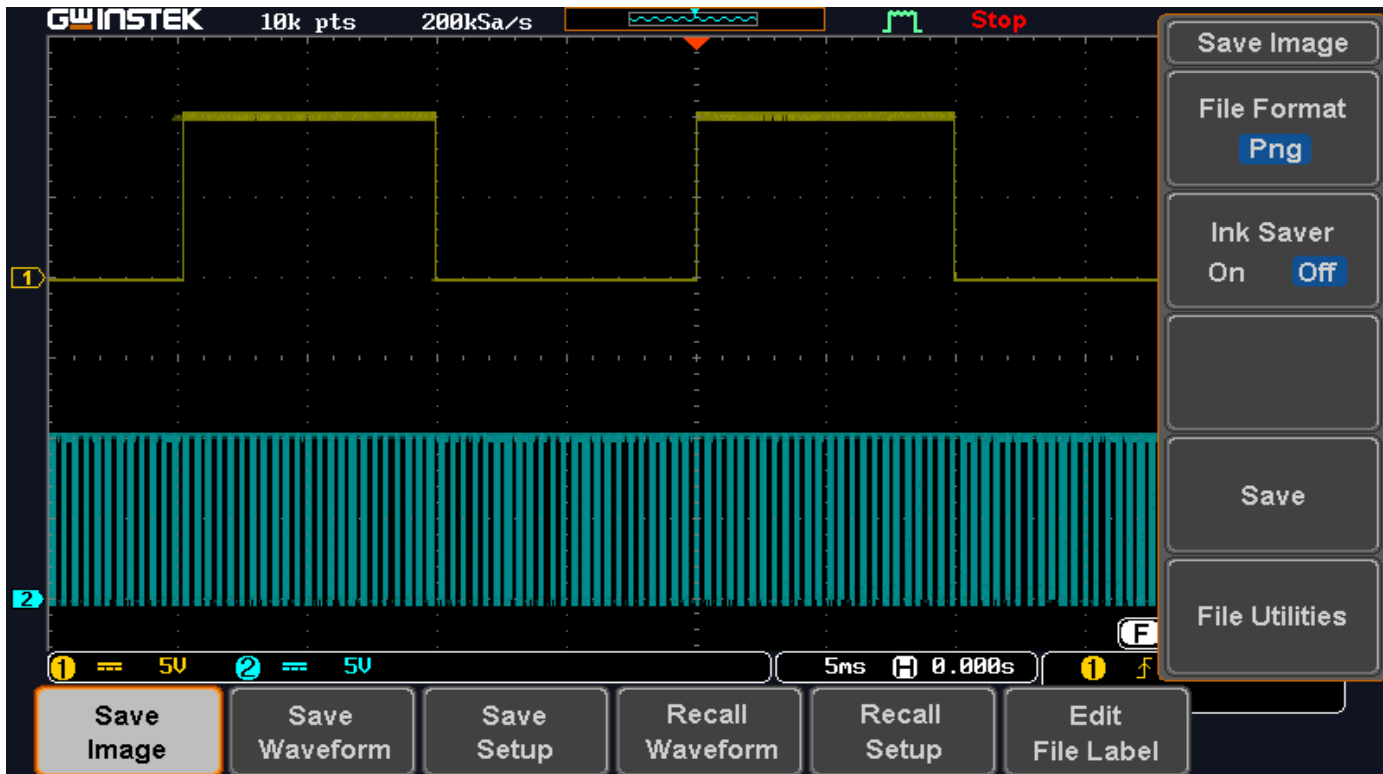 GWINSTEK 10k pts 200kSa/s Stop
Save Image
File Format
Png
Ink Saver
On Off
1
Save
2
File Utilities
F
1 5V 2 5V 5ms H 0.000s 1
Save Image
Save Waveform
Save Setup
Recall Waveform
Recall Setup
Edit File Label